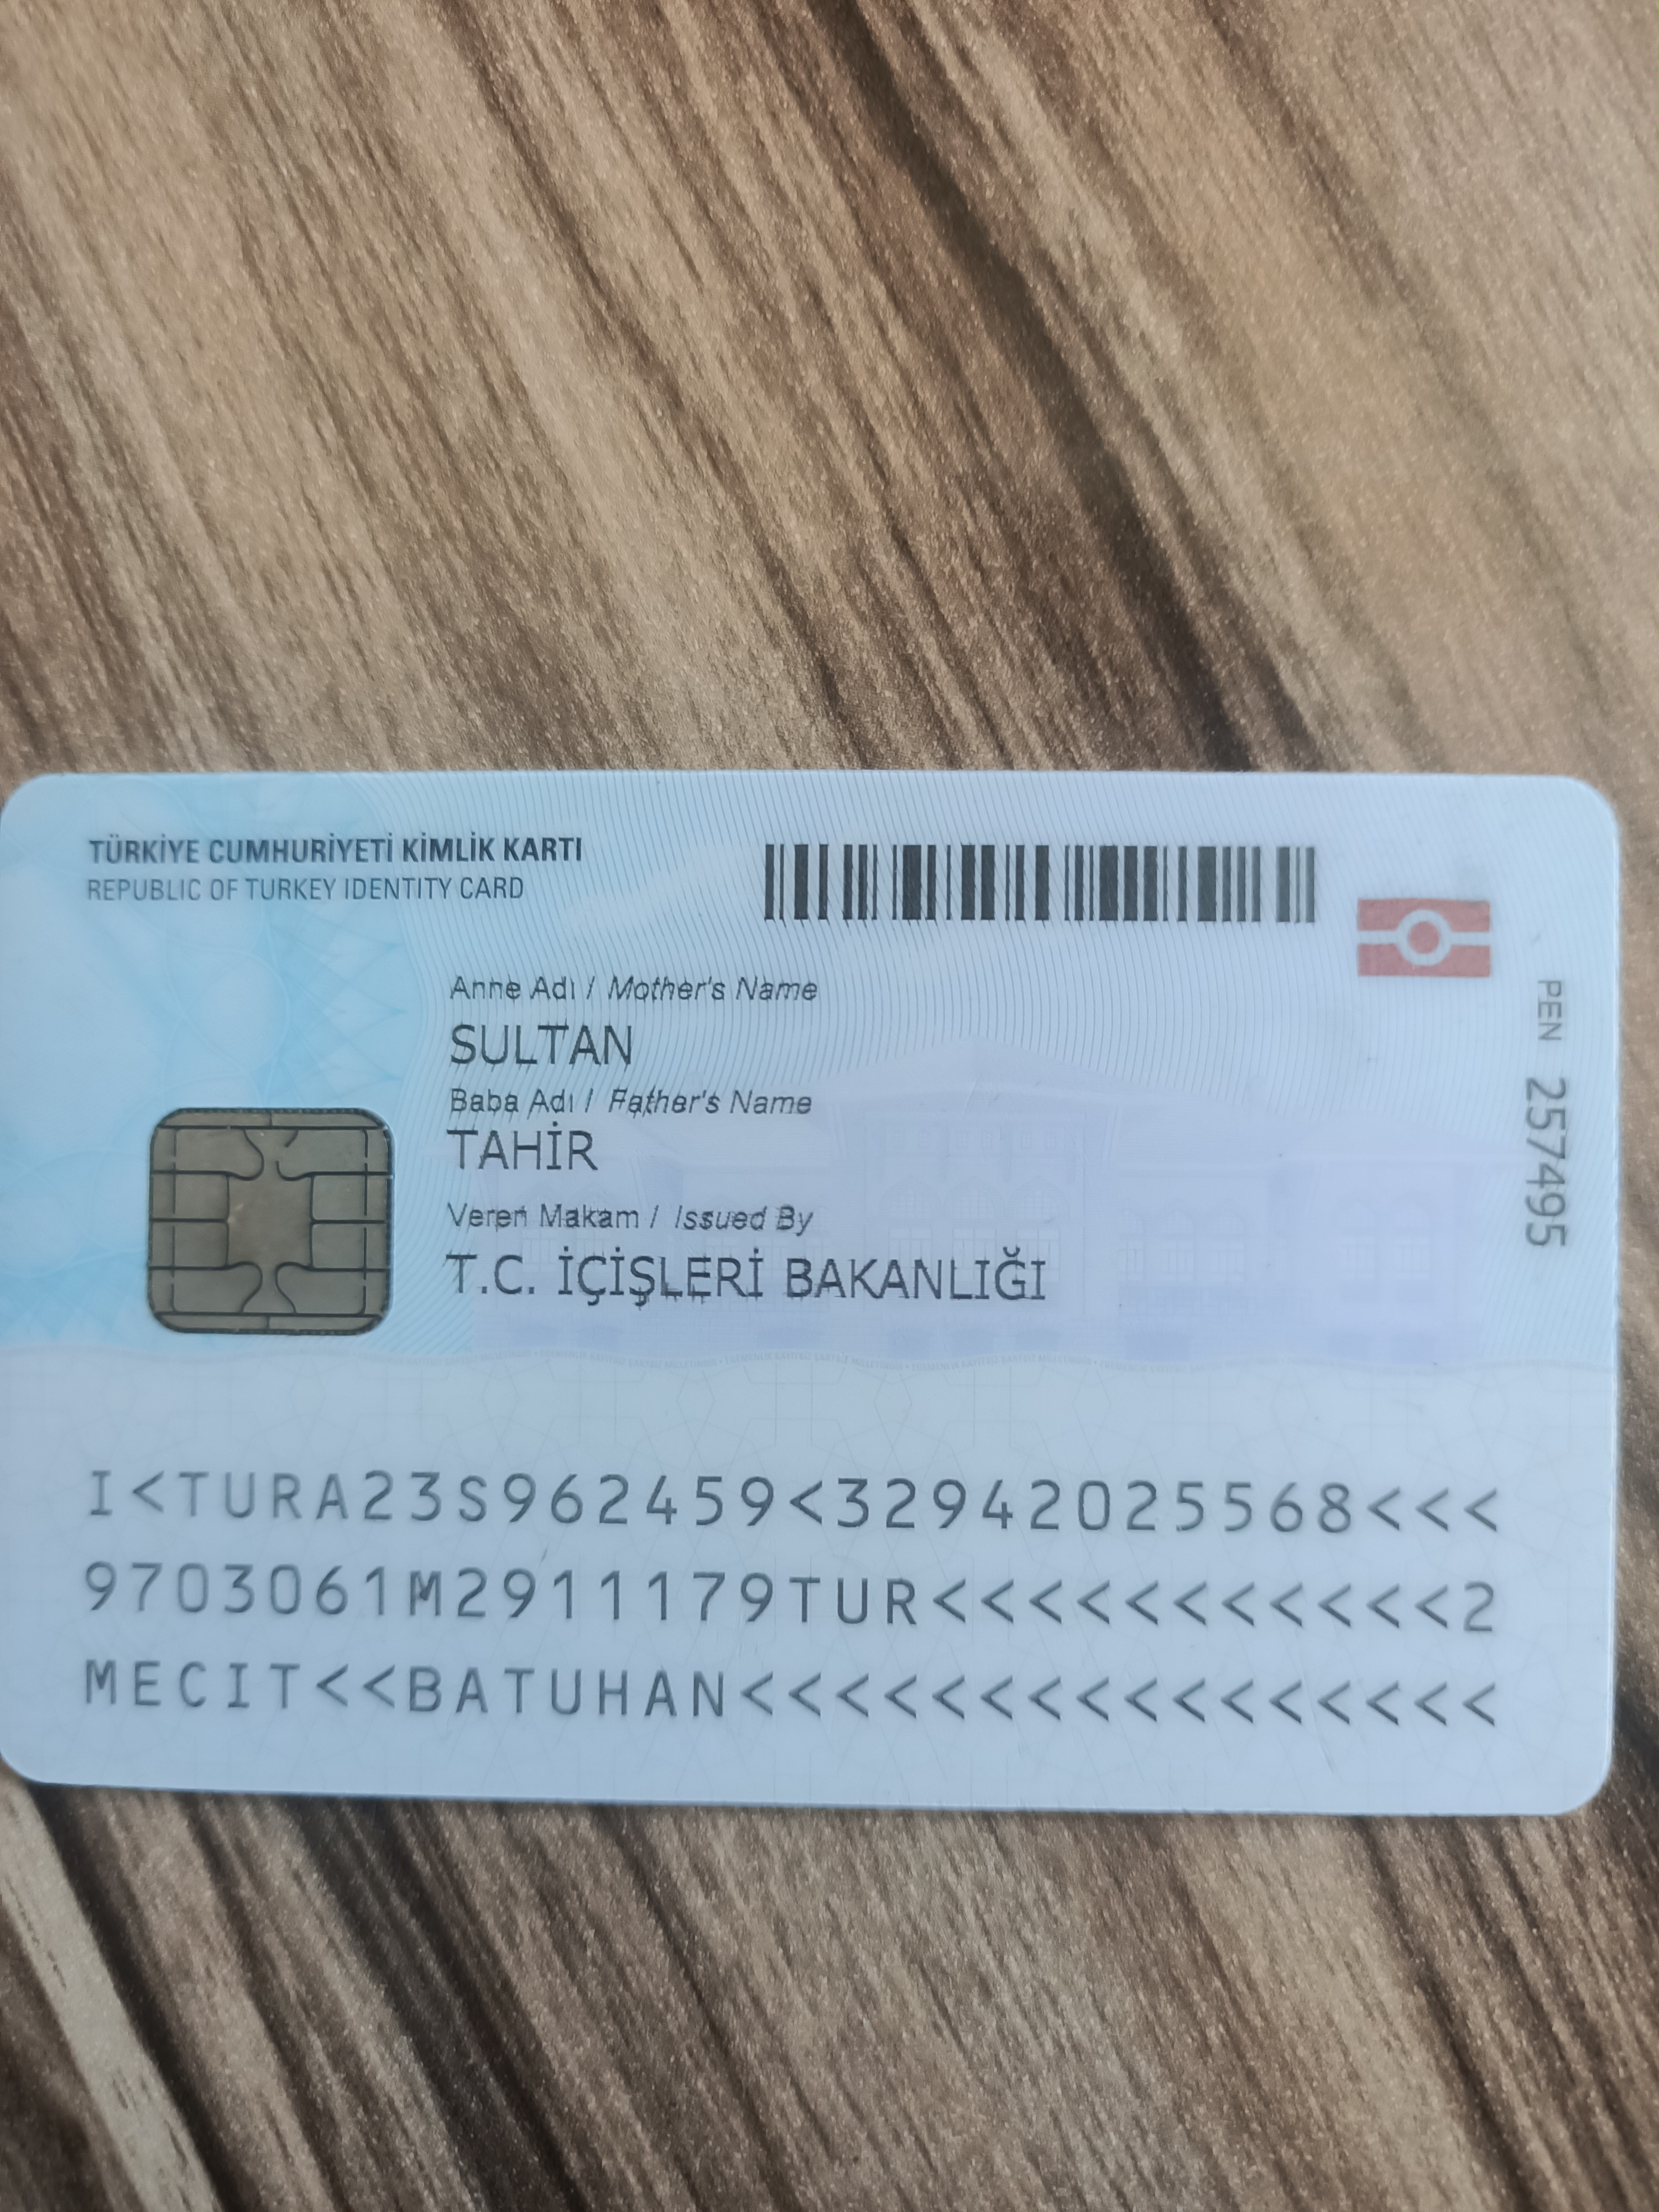 TÜRKİYE CUMHURİYETİ KİMLİK KARTI
REPUBLIC OF TURKEY IDENTITY CARD
Anne Adı / Mother's Name
SULTAN
Baba Adı / Father's Name
TAHİR
Veren Makam / Issued By
T.C. İÇİŞLERİ BAKANLIĞI
PEN 257495
I<TURA23S962459<32942025568<<<
9703061M2911179TUR<<<<<<<<<<<2
MECIT<<BATUHAN<<<<<<<<<<<<<<<<